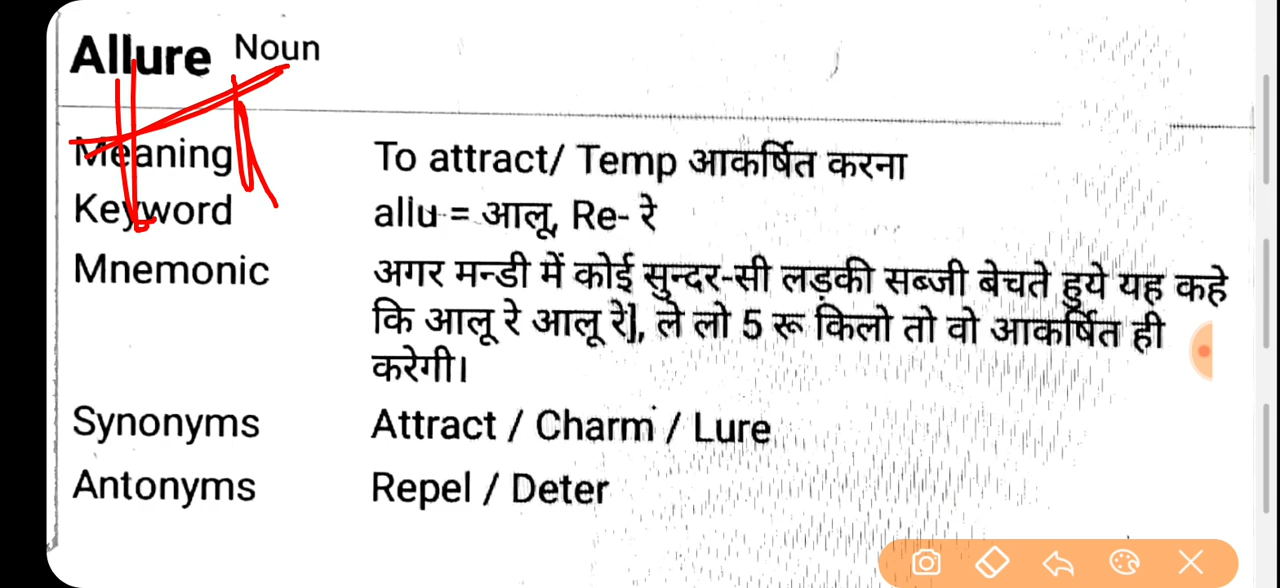 Allure Noun
Meaning To attract/ Temp आकर्षित करना
Keyword allu = आलू, Re- रे
Mnemonic अगर मन्डी में कोई सुन्दर-सी लड़की सब्जी बेचते हुये यह कहे
कि आलू रे आलू रे], ले लो 5 रू किलो तो वो आकर्षित ही
करेगी।
Synonyms Attract / Charm / Lure
Antonyms Repel / Deter